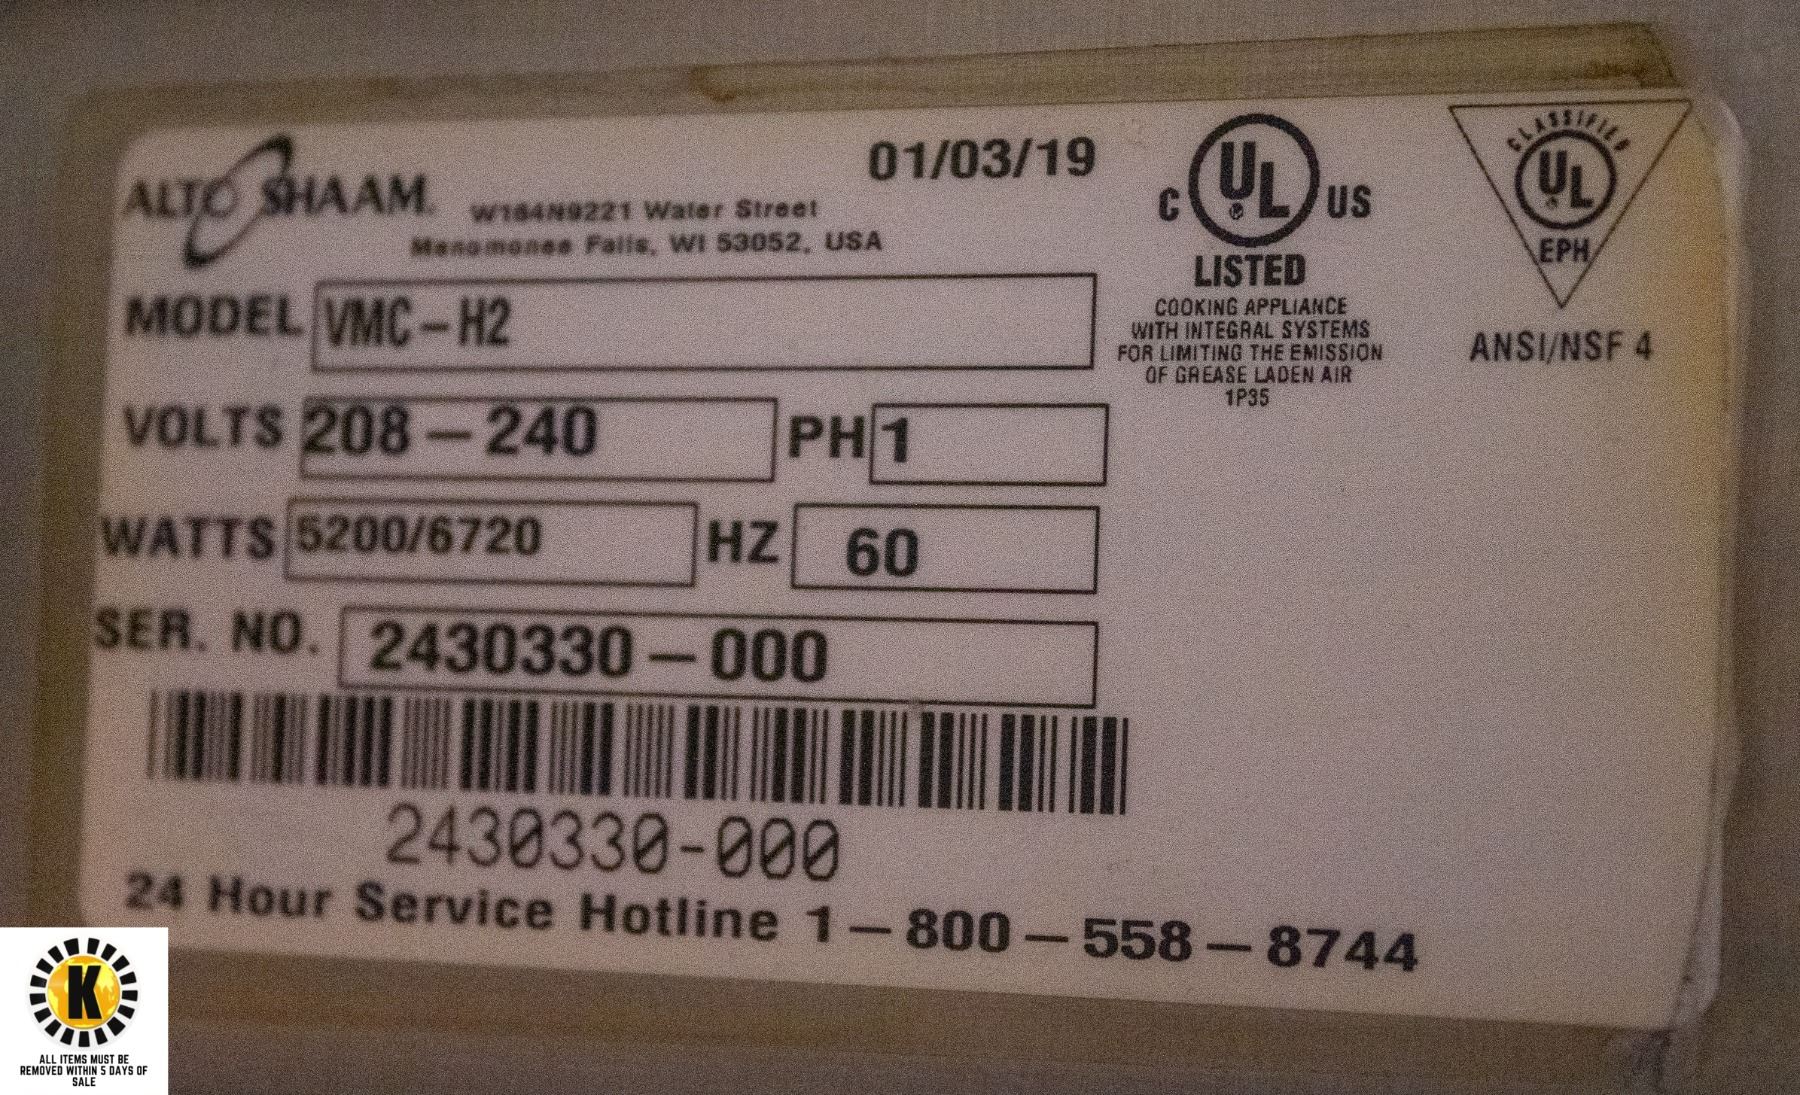 ALTO SHAAM.
01/03/19
W164N9221 Water Street
Menomonee Falls, WI 53052, USA
C UL US
LISTED
COOKING APPLIANCE
WITH INTEGRAL SYSTEMS
FOR LIMITING THE EMISSION
OF GREASE LADEN AIR
1P35
CLASSIFIED
UL
EPH
ANSI/NSF 4
MODEL VMC-H2
VOLTS 208-240 PH 1
WATTS 5200/6720 HZ 60
SER. NO. 2430330-000
2430330-000
24 Hour Service Hotline 1-800-558-8744
K
ALL ITEMS MUST BE
REMOVED WITHIN 5 DAYS OF
SALE